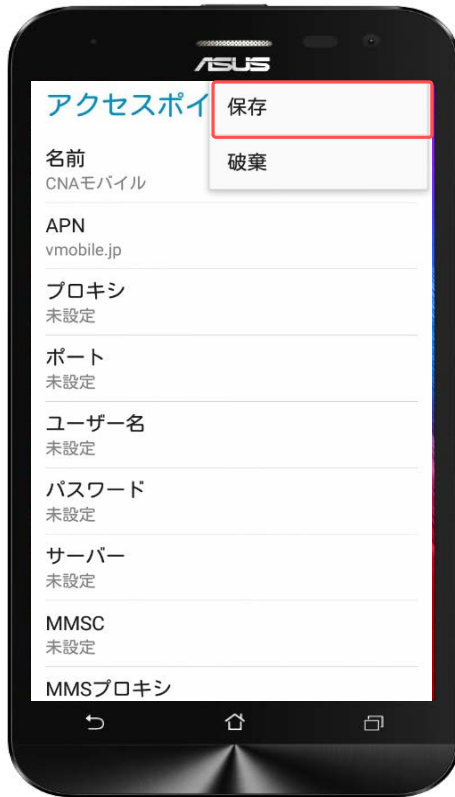 ASUS
アクセスポイ
保存
破棄
名前
CNAモバイル
APN
vmobile.jp
プロキシ
未設定
ポート
未設定
ユーザー名
未設定
パスワード
未設定
サーバー
未設定
MMSC
未設定
MMSプロキシ